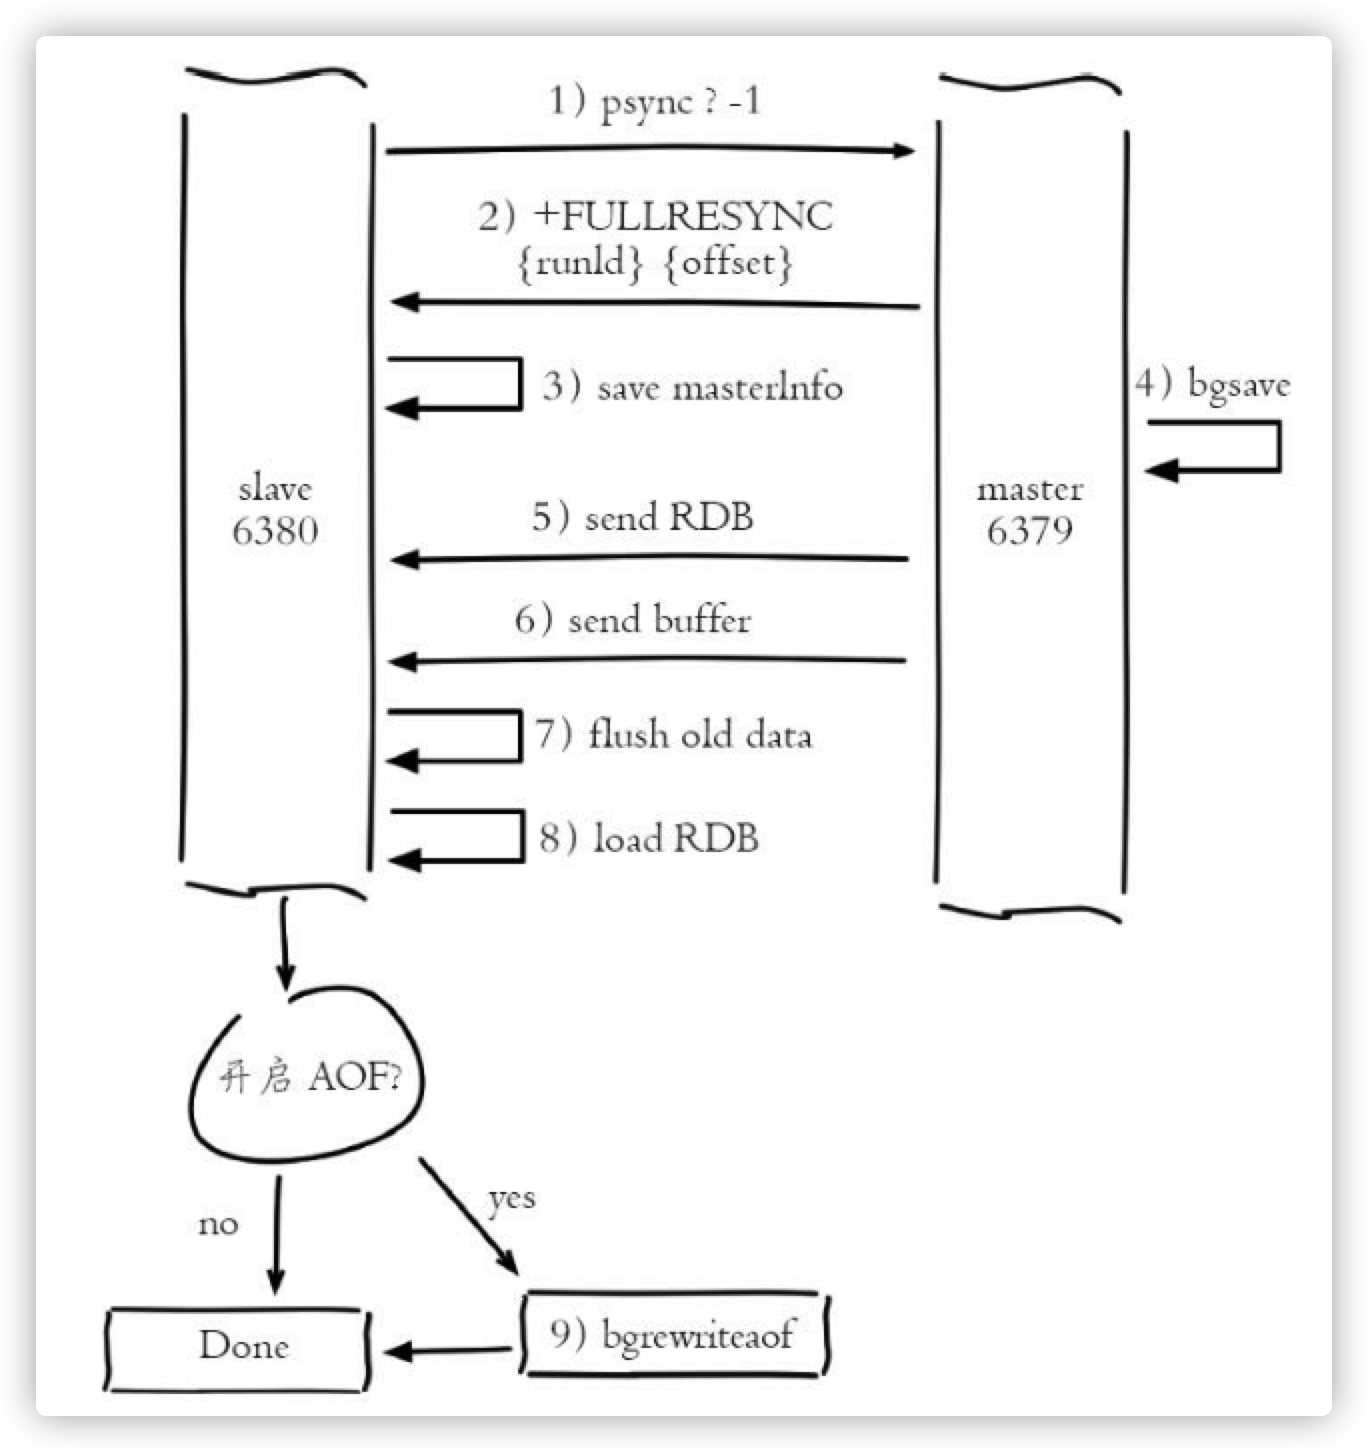 1) psync ? -1
2) +FULLRESYNC
{runId} {offset}
3) save masterInfo
4) bgsave
slave
6380
master
6379
5) send RDB
6) send buffer
7) flush old data
8) load RDB
开启 AOF?
no
yes
Done
9) bgrewriteaof